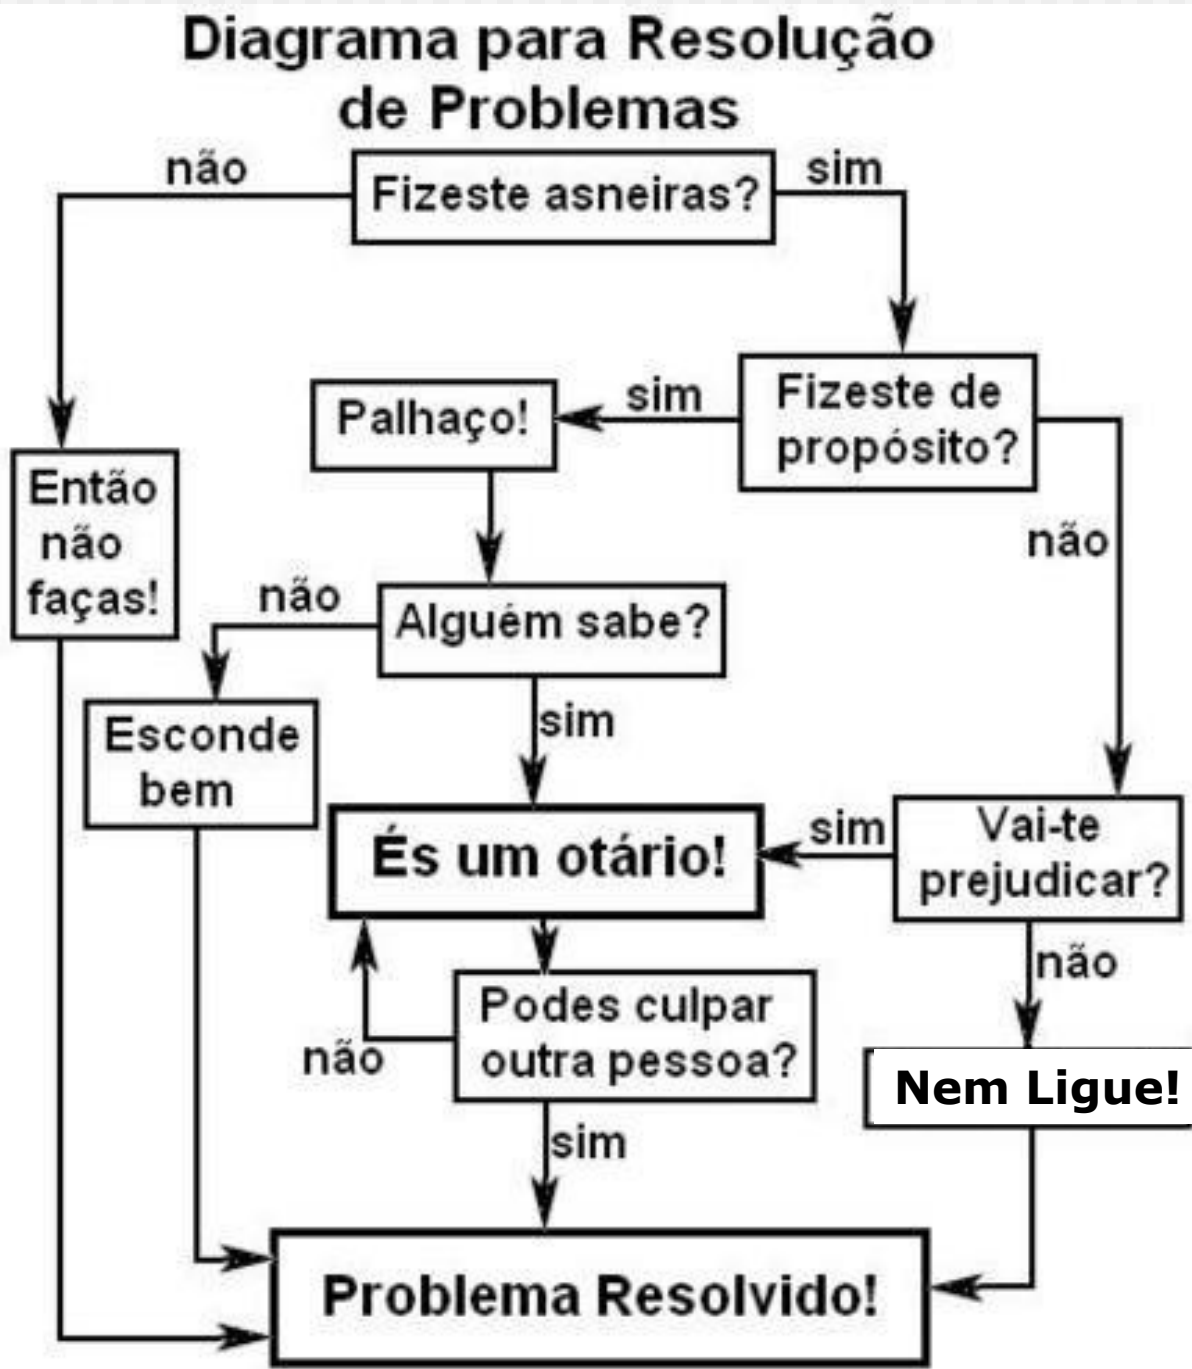 Diagrama para Resolução
de Problemas
não
Fizeste asneiras?
sim
Fizeste de
propósito?
sim
Palhaço!
não
Então
não
faças!
não
Alguém sabe?
sim
Esconde
bem
És um otário!
sim
Vai-te
prejudicar?
não
Podes culpar
outra pessoa?
não
Nem Ligue!
sim
Problema Resolvido!